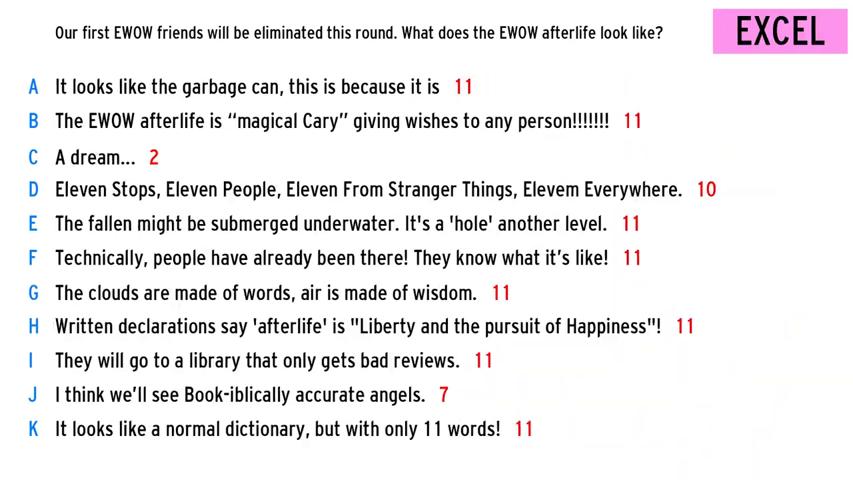 Our first EWOW friends will be eliminated this round. What does the EWOW afterlife look like?
EXCEL
A It looks like the garbage can, this is because it is 11
B The EWOW afterlife is “magical Cary” giving wishes to any person!!!!!!! 11
C A dream... 2
D Eleven Stops, Eleven People, Eleven From Stranger Things, Elevem Everywhere. 10
E The fallen might be submerged underwater. It's a 'hole' another level. 11
F Technically, people have already been there! They know what it’s like! 11
G The clouds are made of words, air is made of wisdom. 11
H Written declarations say 'afterlife' is "Liberty and the pursuit of Happiness"! 11
I They will go to a library that only gets bad reviews. 11
J I think we’ll see Book-iblically accurate angels. 7
K It looks like a normal dictionary, but with only 11 words! 11